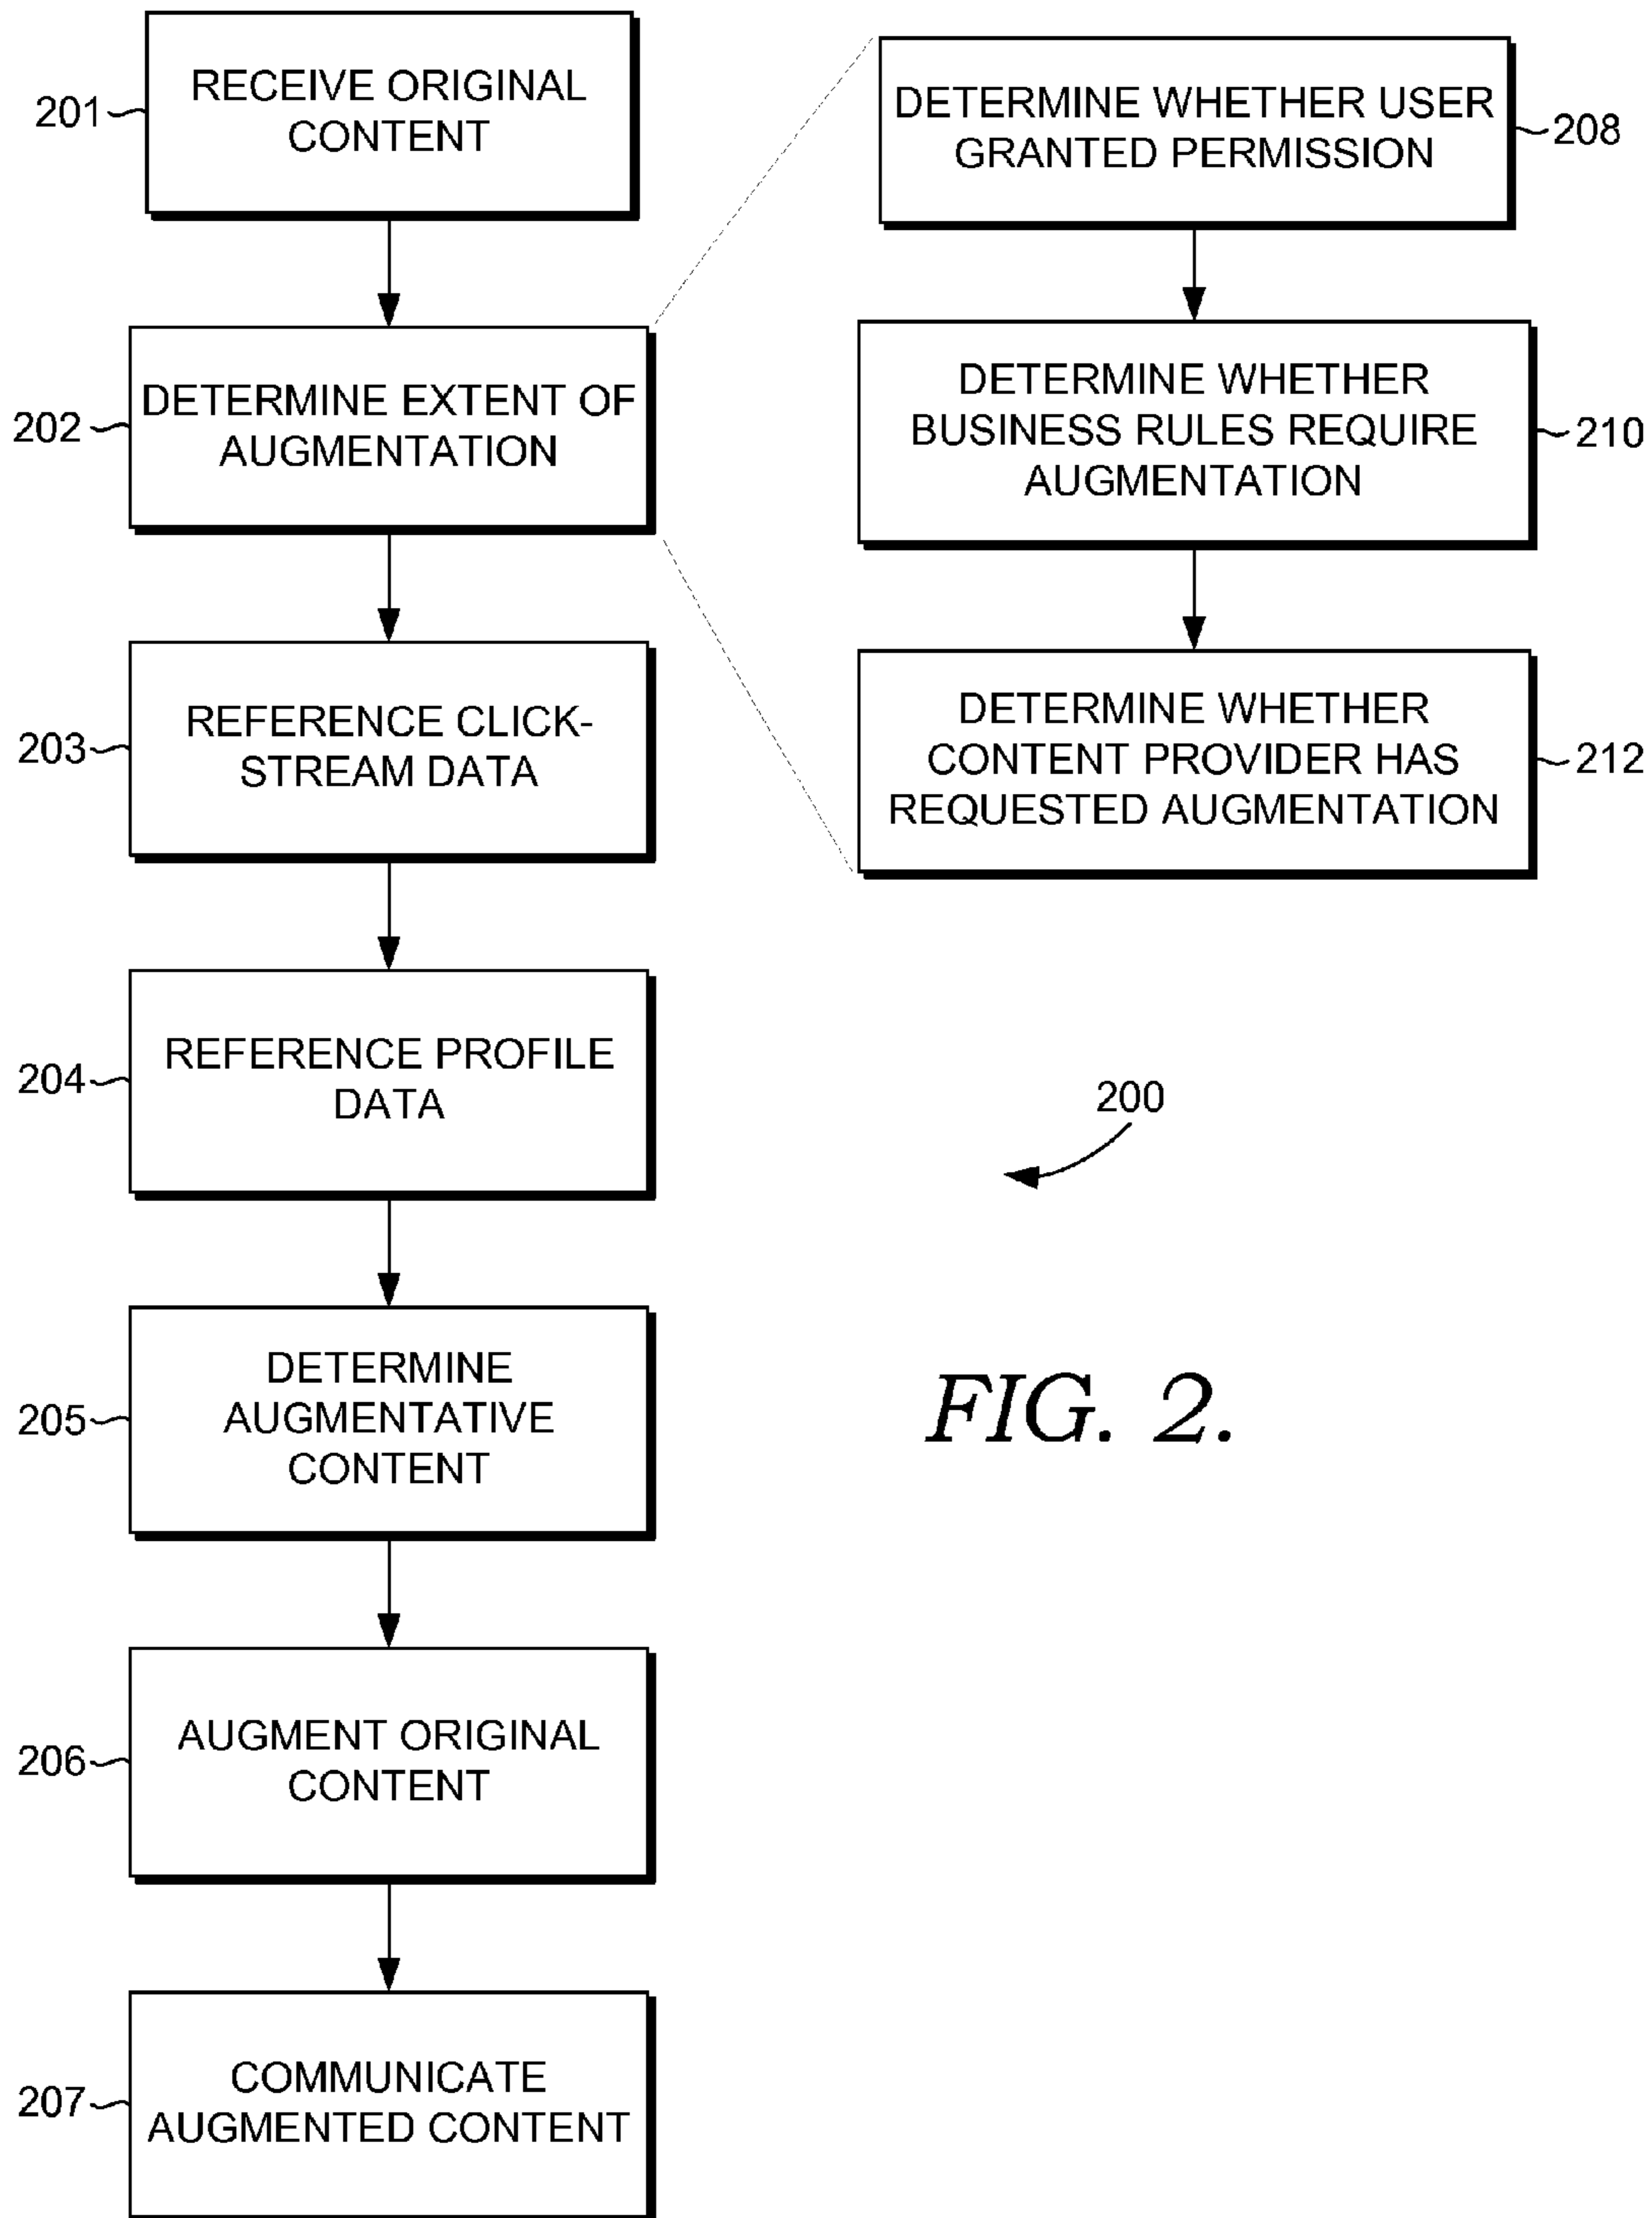 201
RECEIVE ORIGINAL
CONTENT
202
DETERMINE EXTENT OF
AUGMENTATION
203
REFERENCE CLICK-
STREAM DATA
204
REFERENCE PROFILE
DATA
205
DETERMINE
AUGMENTATIVE
CONTENT
206
AUGMENT ORIGINAL
CONTENT
207
COMMUNICATE
AUGMENTED CONTENT
DETERMINE WHETHER USER
GRANTED PERMISSION
208
DETERMINE WHETHER
BUSINESS RULES REQUIRE
AUGMENTATION
210
DETERMINE WHETHER
CONTENT PROVIDER HAS
REQUESTED AUGMENTATION
212
200
FIG. 2.